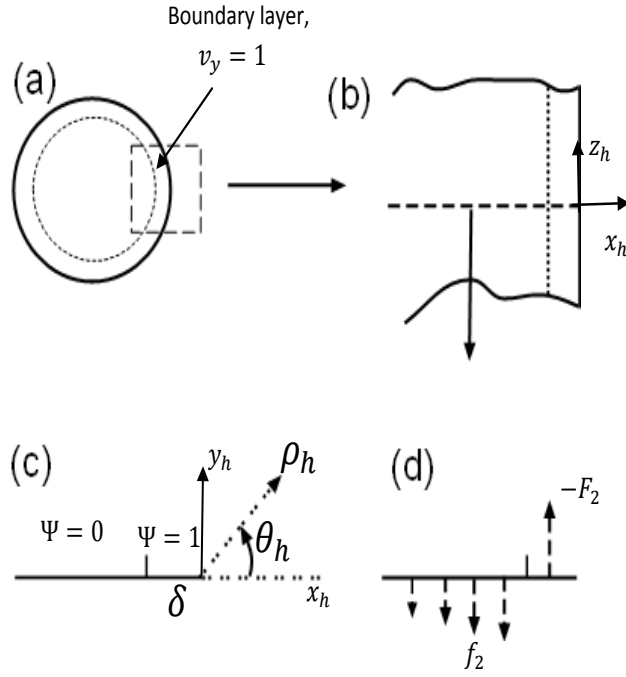 Boundary layer,
v_y = 1
(a)
(b)
z_h
x_h
(c)
y_h
ρ_h
Ψ = 0
Ψ = 1
θ_h
δ
x_h
(d)
−F_2
f_2